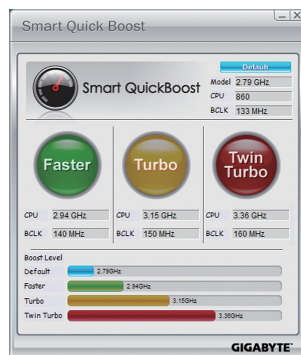 Smart Quick Boost
Default
Smart QuickBoost
Model 2.79 GHz
CPU 860
BCLK 133 MHz
Faster
Turbo
Twin Turbo
CPU 2.94 GHz CPU 3.15 GHz CPU 3.36 GHz
BCLK 140 MHz BCLK 150 MHz BCLK 160 MHz
Boost Level
Default 2.79GHz
Faster 2.94GHz
Turbo 3.15GHz
Twin Turbo 3.36GHz
GIGABYTE